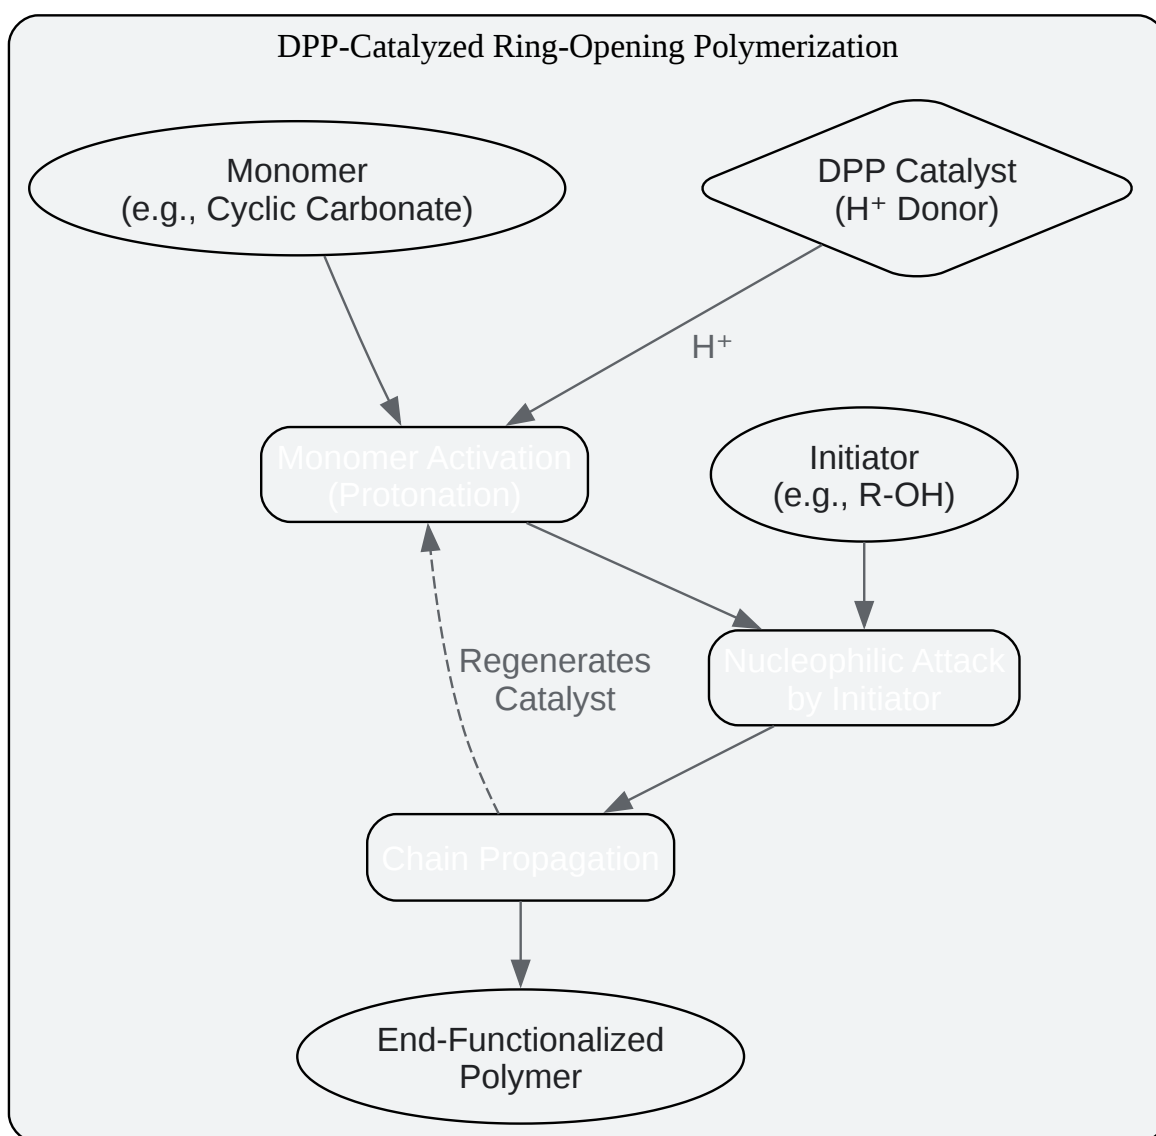 DPP-Catalyzed Ring-Opening Polymerization
Monomer
(e.g., Cyclic Carbonate)
DPP Catalyst
(H⁺ Donor)
H⁺
Monomer Activation
(Protonation)
Initiator
(e.g., R-OH)
Regenerates
Catalyst
Nucleophilic Attack
by Initiator
Chain Propagation
End-Functionalized
Polymer